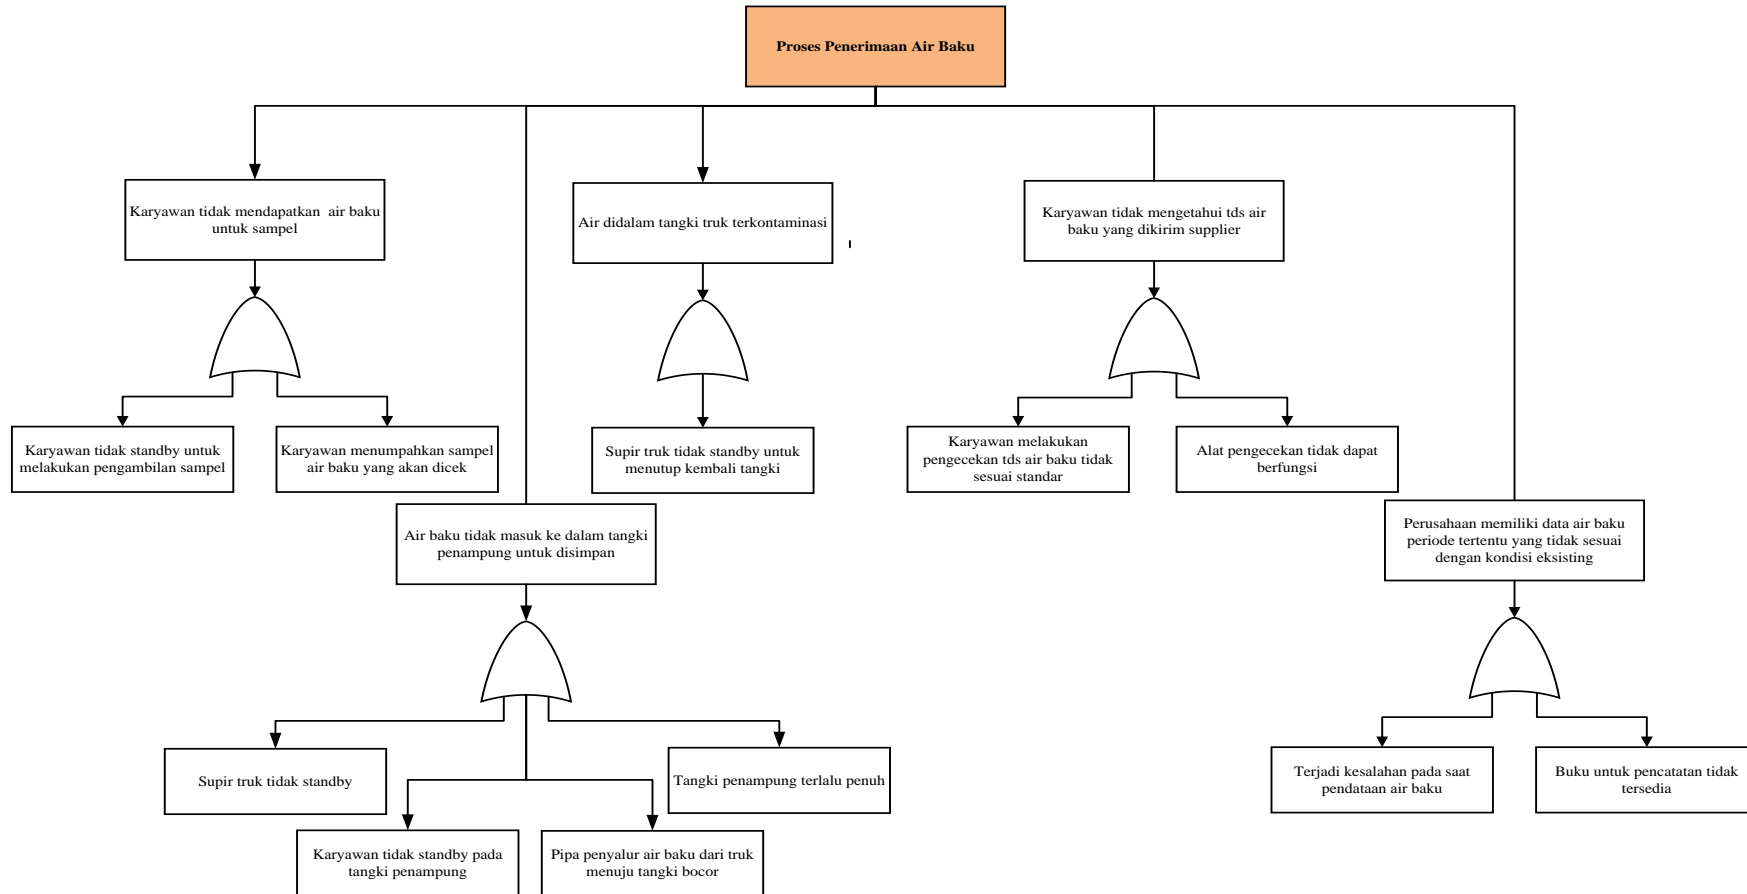 Proses Penerimaan Air Baku
Karyawan tidak mendapatkan air baku
untuk sampel
Air didalam tangki truk terkontaminasi
Karyawan tidak mengetahui tds air
baku yang dikirim supplier
Karyawan tidak standby untuk
melakukan pengambilan sampel
Karyawan menumpahkan sampel
air baku yang akan dicek
Supir truk tidak standby untuk
menutup kembali tangki
Karyawan melakukan
pengecekan tds air baku tidak
sesuai standar
Alat pengecekan tidak dapat
berfungsi
Air baku tidak masuk ke dalam tangki
penampung untuk disimpan
Perusahaan memiliki data air baku
periode tertentu yang tidak sesuai
dengan kondisi eksisting
Supir truk tidak standby
Tangki penampung terlalu penuh
Terjadi kesalahan pada saat
pendataan air baku
Buku untuk pencatatan tidak
tersedia
Karyawan tidak standby pada
tangki penampung
Pipa penyalur air baku dari truk
menuju tangki bocor